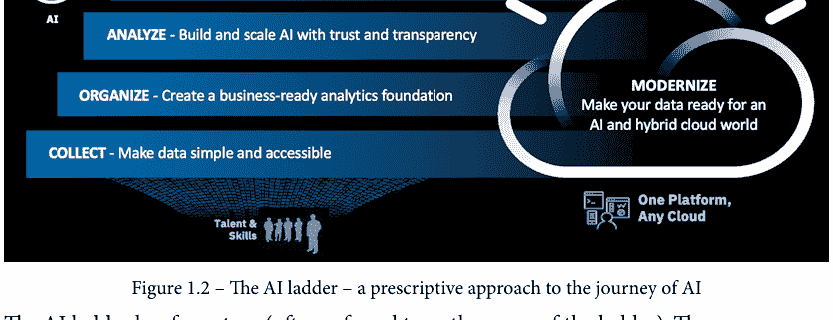 AI
ANALYZE - Build and scale AI with trust and transparency
ORGANIZE - Create a business-ready analytics foundation
COLLECT - Make data simple and accessible
MODERNIZE
Make your data ready for an
AI and hybrid cloud world
Talent &
Skills
One Platform,
Any Cloud
Figure 1.2 – The AI ladder – a prescriptive approach to the journey of AI